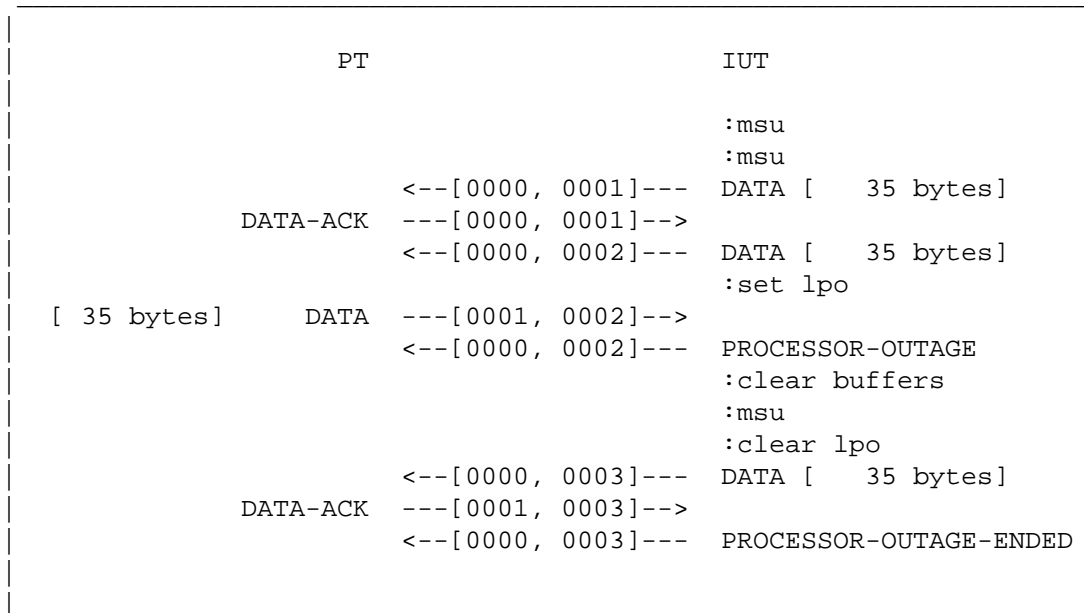 PT IUT
:msu
:msu
<--[0000, 0001]--- DATA [ 35 bytes]
DATA-ACK ---[0000, 0001]-->
<--[0000, 0002]--- DATA [ 35 bytes]
:set lpo
[ 35 bytes] DATA ---[0001, 0002]-->
<--[0000, 0002]--- PROCESSOR-OUTAGE
:clear buffers
:msu
:clear lpo
<--[0000, 0003]--- DATA [ 35 bytes]
DATA-ACK ---[0001, 0003]-->
<--[0000, 0003]--- PROCESSOR-OUTAGE-ENDED